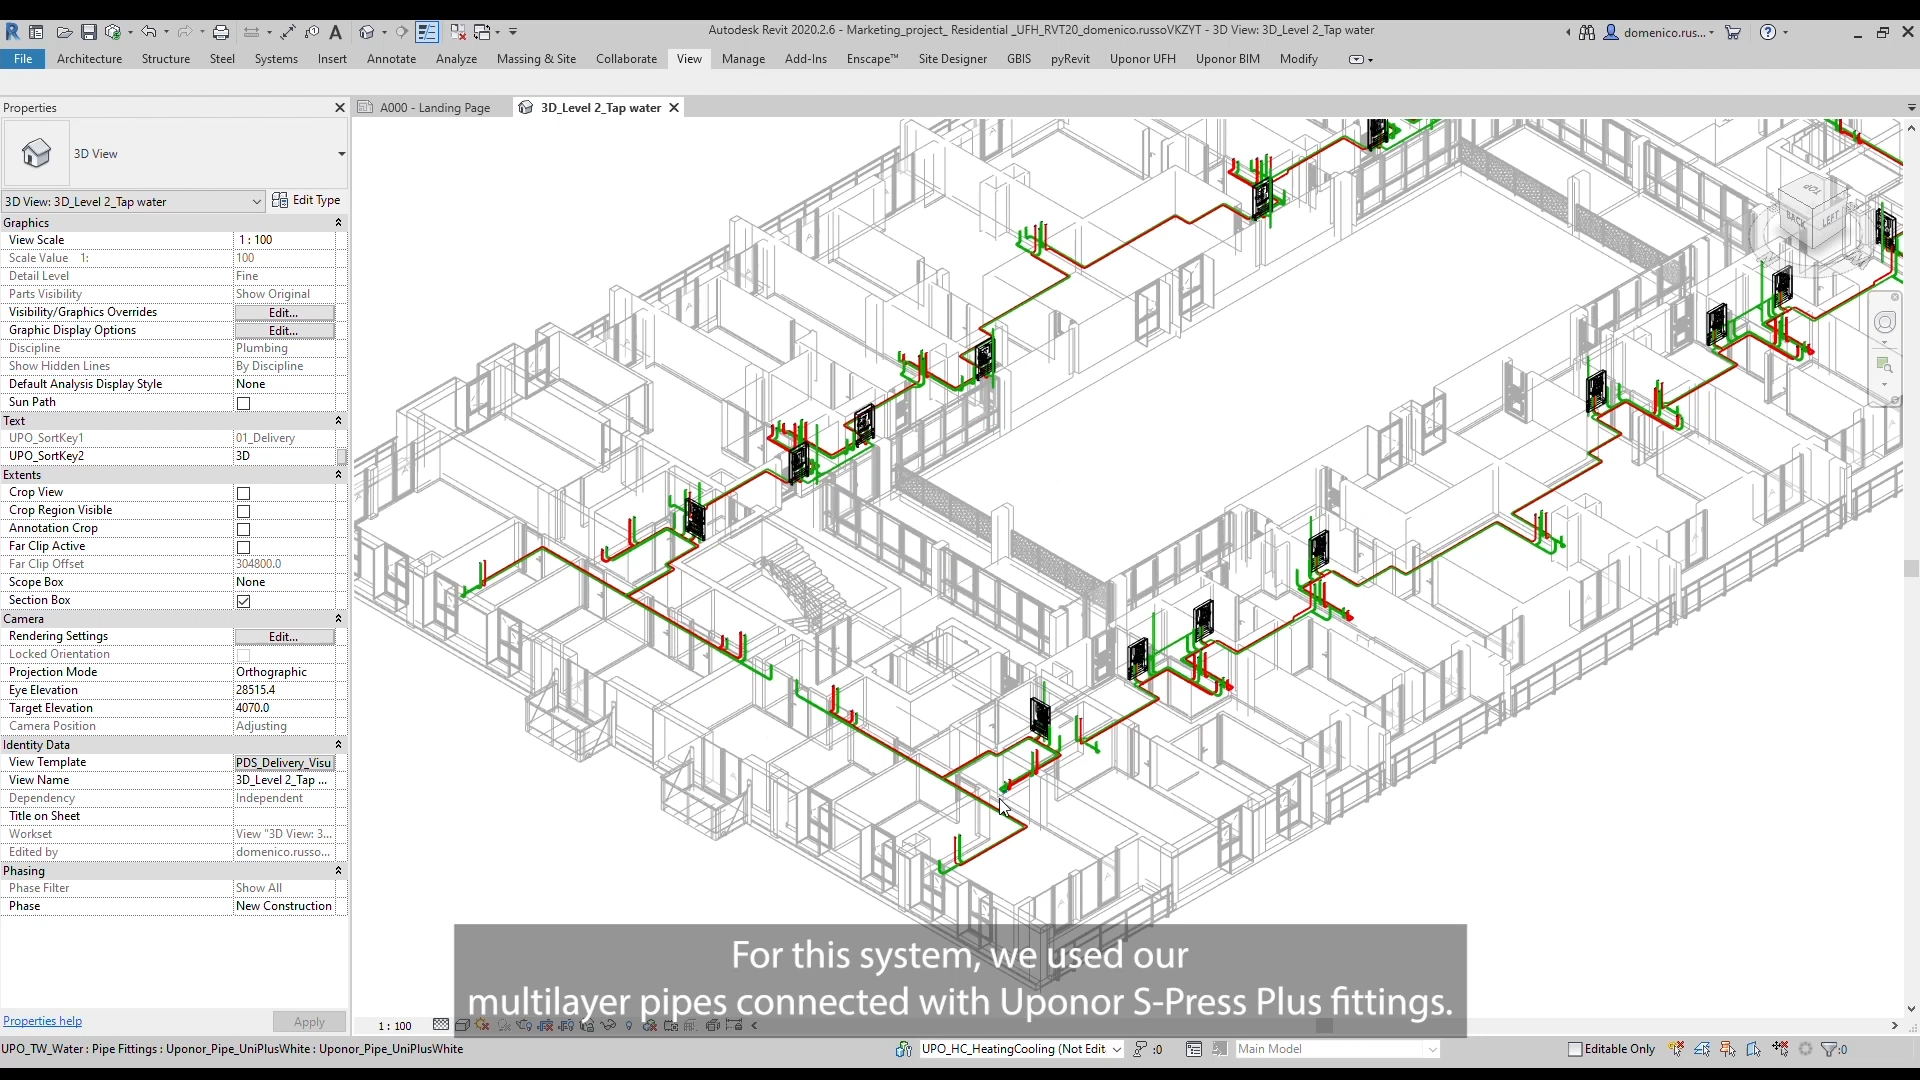 Autodesk Revit 2020.2.6 - Marketing_project_ Residential _UFH_RVT20_domenico.russoVKZYT - 3D View: 3D_Level 2_Tap water
domenico.rus...
File Architecture Structure Steel Systems Insert Annotate Analyze Massing & Site Collaborate View Manage Add-Ins Enscape™ Site Designer GBIS pyRevit Uponor UFH Uponor BIM Modify
Properties
A000 - Landing Page
3D_Level 2_Tap water
3D View
3D View: 3D_Level 2_Tap water
Edit Type
Graphics
View Scale 1 : 100
Scale Value 1: 100
Detail Level Fine
Parts Visibility Show Original
Visibility/Graphics Overrides Edit...
Graphic Display Options Edit...
Discipline Plumbing
Show Hidden Lines By Discipline
Default Analysis Display Style None
Sun Path
Text
UPO_SortKey1 01_Delivery
UPO_SortKey2 3D
Extents
Crop View
Crop Region Visible
Annotation Crop
Far Clip Active
Far Clip Offset 304800.0
Scope Box None
Section Box
Camera
Rendering Settings Edit...
Locked Orientation
Projection Mode Orthographic
Eye Elevation 28515.4
Target Elevation 4070.0
Camera Position Adjusting
Identity Data
View Template PDS_Delivery_Visu
View Name 3D_Level 2_Tap ...
Dependency Independent
Title on Sheet
Workset View "3D View: 3...
Edited by domenico.russo...
Phasing
Phase Filter Show All
Phase New Construction
Properties help
Apply
TOP
BACK
LEFT
For this system, we used our
multilayer pipes connected with Uponor S-Press Plus fittings.
1 : 100
UPO_TW_Water : Pipe Fittings : Uponor_Pipe_UniPlusWhite : Uponor_Pipe_UniPlusWhite
UPO_HC_HeatingCooling (Not Edit
:0
Main Model
Editable Only
:0